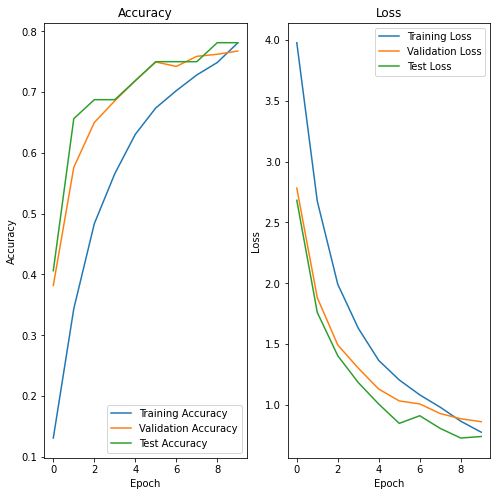 Accuracy
0.8
0.7
0.6
0.5
0.4
0.3
0.2
0.1
Accuracy
Training Accuracy
Validation Accuracy
Test Accuracy
0 2 4 6 8
Epoch
Loss
4.0
3.5
3.0
2.5
2.0
1.5
1.0
Loss
Training Loss
Validation Loss
Test Loss
0 2 4 6 8
Epoch